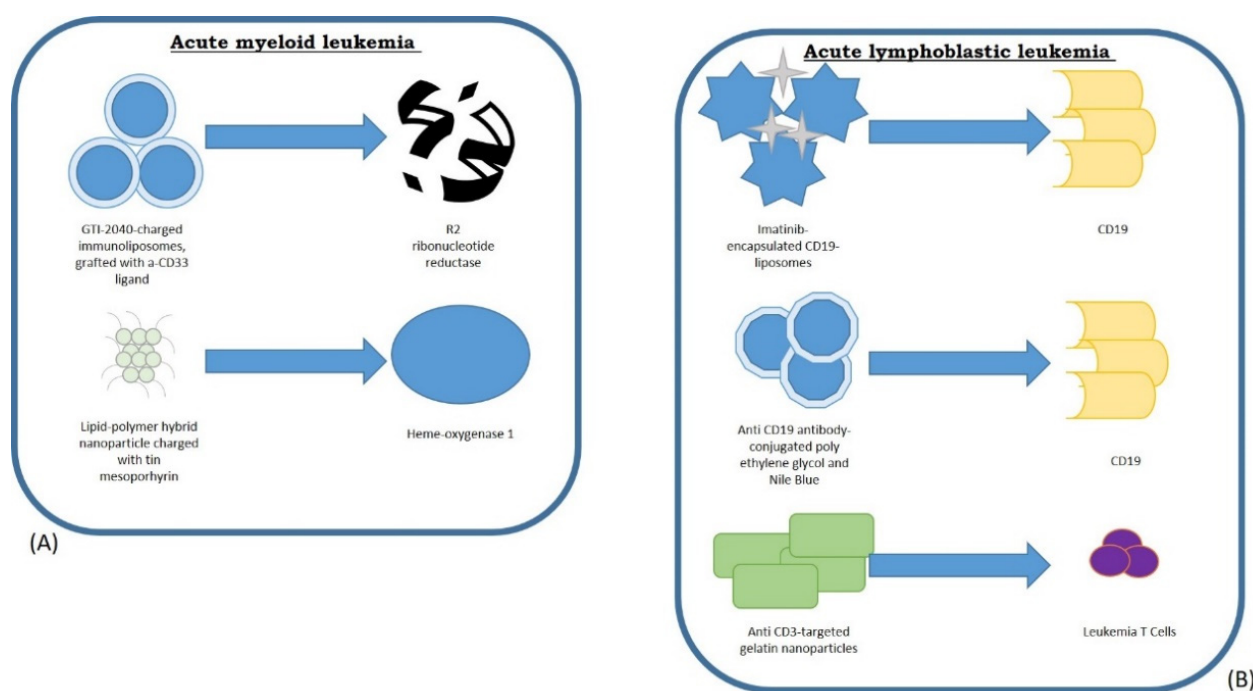 Acute myeloid leukemia
GTI-2040-charged
immunoliposomes,
grafted with a-CD33
ligand
R2
ribonucleotide
reductase
Lipid-polymer hybrid
nanoparticle charged
with tin
mesoporhyrin
Heme-oxygenase 1
(A)
Acute lymphoblastic leukemia
Imatinib-
encapsulated CD19-
liposomes
CD19
Anti CD19 antibody-
conjugated poly
ethylene glycol and
Nile Blue
CD19
Anti CD3-targeted
gelatin nanoparticles
Leukemia T Cells
(B)